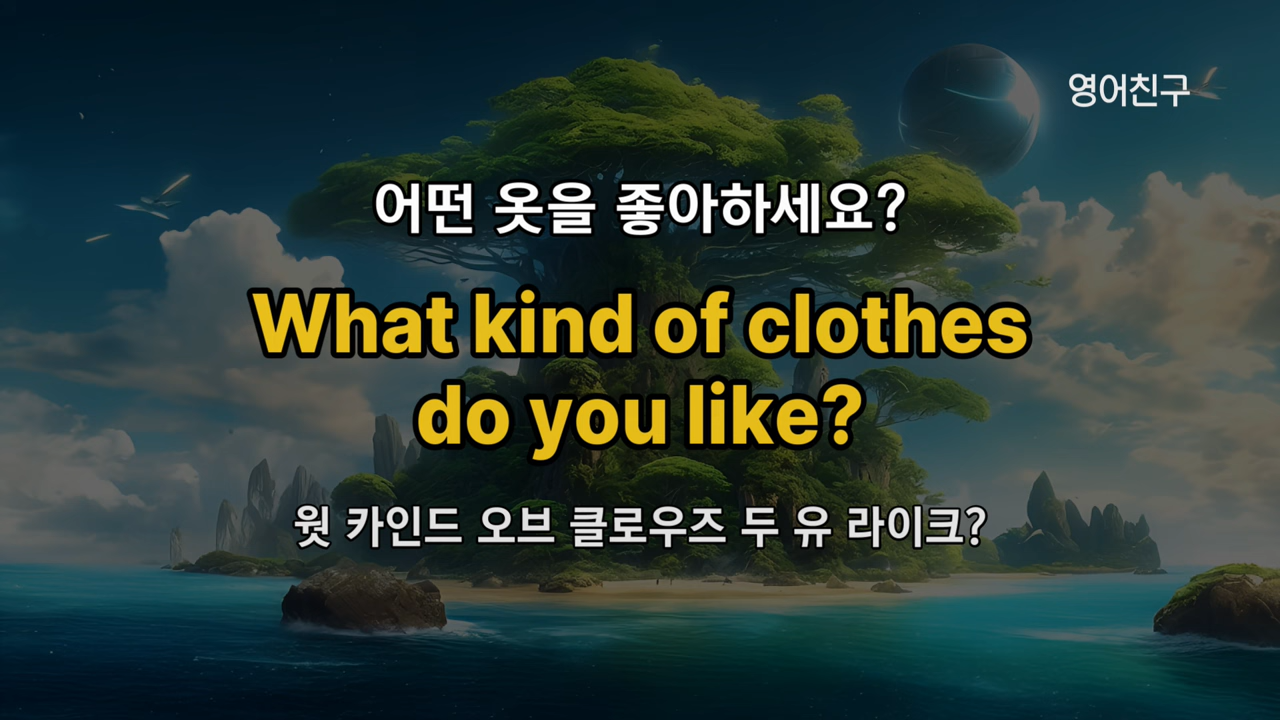 영어친구
어떤 옷을 좋아하세요?
What kind of clothes
do you like?
웟 카인드 오브 클로우즈 두 유 라이크?